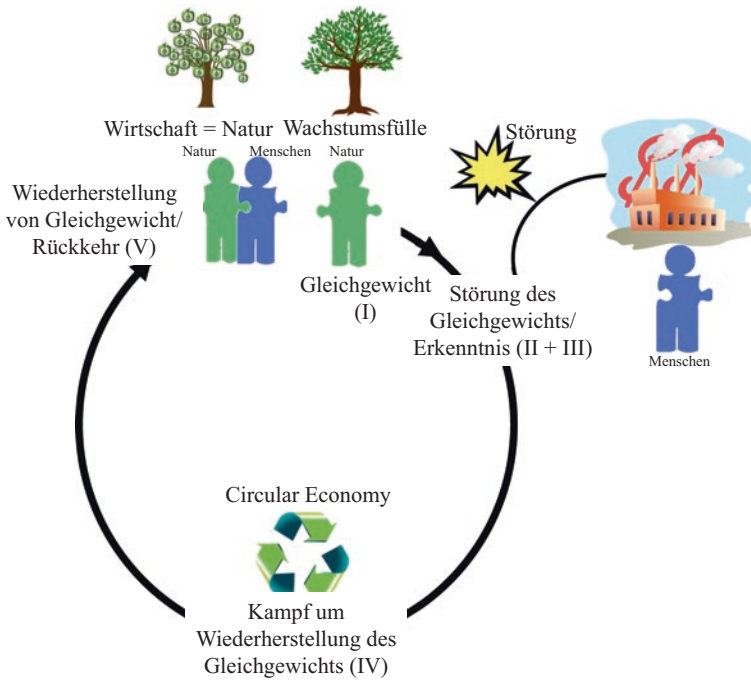 Wirtschaft = Natur
Wachstumsfülle
Natur
Menschen
Natur
Störung
Wiederherstellung
von Gleichgewicht/
Rückkehr (V)
Gleichgewicht
(I)
Störung des
Gleichgewichts/
Erkenntnis (II + III)
Menschen
Circular Economy
Kampf um
Wiederherstellung des
Gleichgewichts (IV)